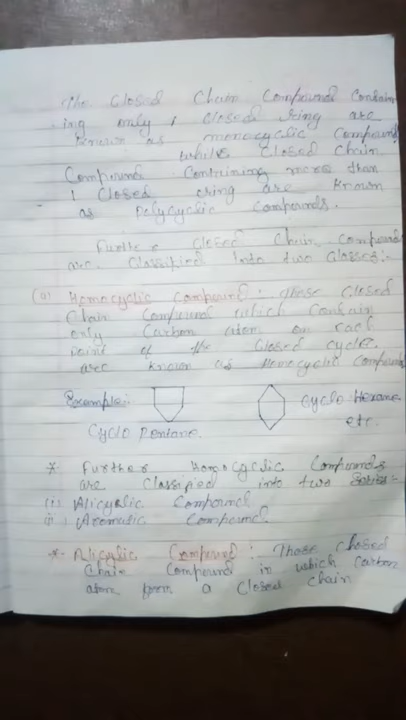 The Closed Chain Compound Contain
ing only 1 closed ring are
known as monocyclic Compound
while Closed Chain
Compound Containing more than
1 Closed ring are Known
as Polycyclic Compounds.
Further Closed Chain Compound
are Classified Into two Classes:-
(a) Homocyclic Compound: those Closed
Chain Compound which Contain
only Carbon atom on each
point of the Closed cycle.
are known as Homocyclic Compound
Example:
Cyclo Hexane
etc.
Cyclo Pentane.
* Further Homocyclic Compounds
are Classified into two Series:-
(i) Alicyclic Compound
ii) Aromatic Compound.
* Alicyclic Compound: Those Closed
Chain Compound in which Carbon
atom form a Closed chain